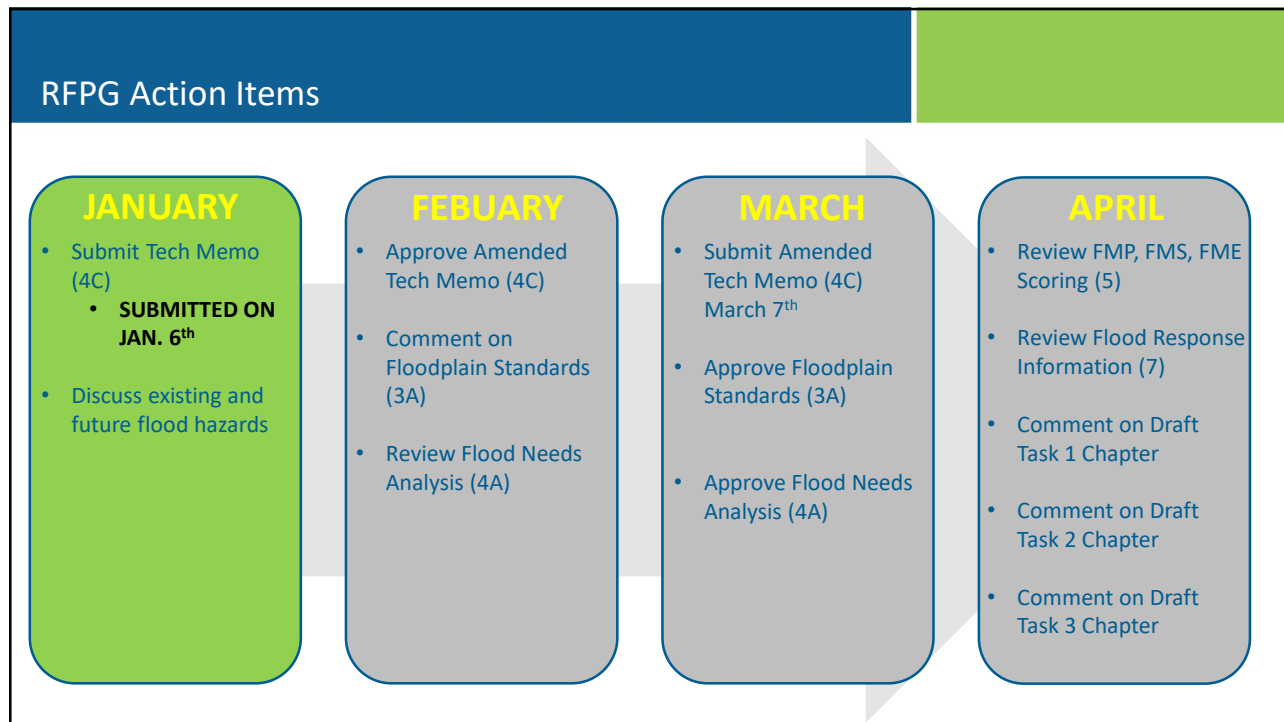 RFPG Action Items
JANUARY
• Submit Tech Memo
(4C)
• SUBMITTED ON
JAN. 6th
• Discuss existing and
future flood hazards
FEBUARY
• Approve Amended
Tech Memo (4C)
• Comment on
Floodplain Standards
(3A)
• Review Flood Needs
Analysis (4A)
MARCH
• Submit Amended
Tech Memo (4C)
March 7th
• Approve Floodplain
Standards (3A)
• Approve Flood Needs
Analysis (4A)
APRIL
• Review FMP, FMS, FME
Scoring (5)
• Review Flood Response
Information (7)
• Comment on Draft
Task 1 Chapter
• Comment on Draft
Task 2 Chapter
• Comment on Draft
Task 3 Chapter